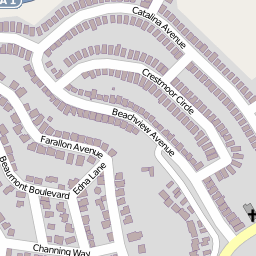 Catalina Avenue
Crestmoor Circle
Beachview Avenue
Farallon Avenue
Edna Lane
Beaumont Boulevard
Channing Way